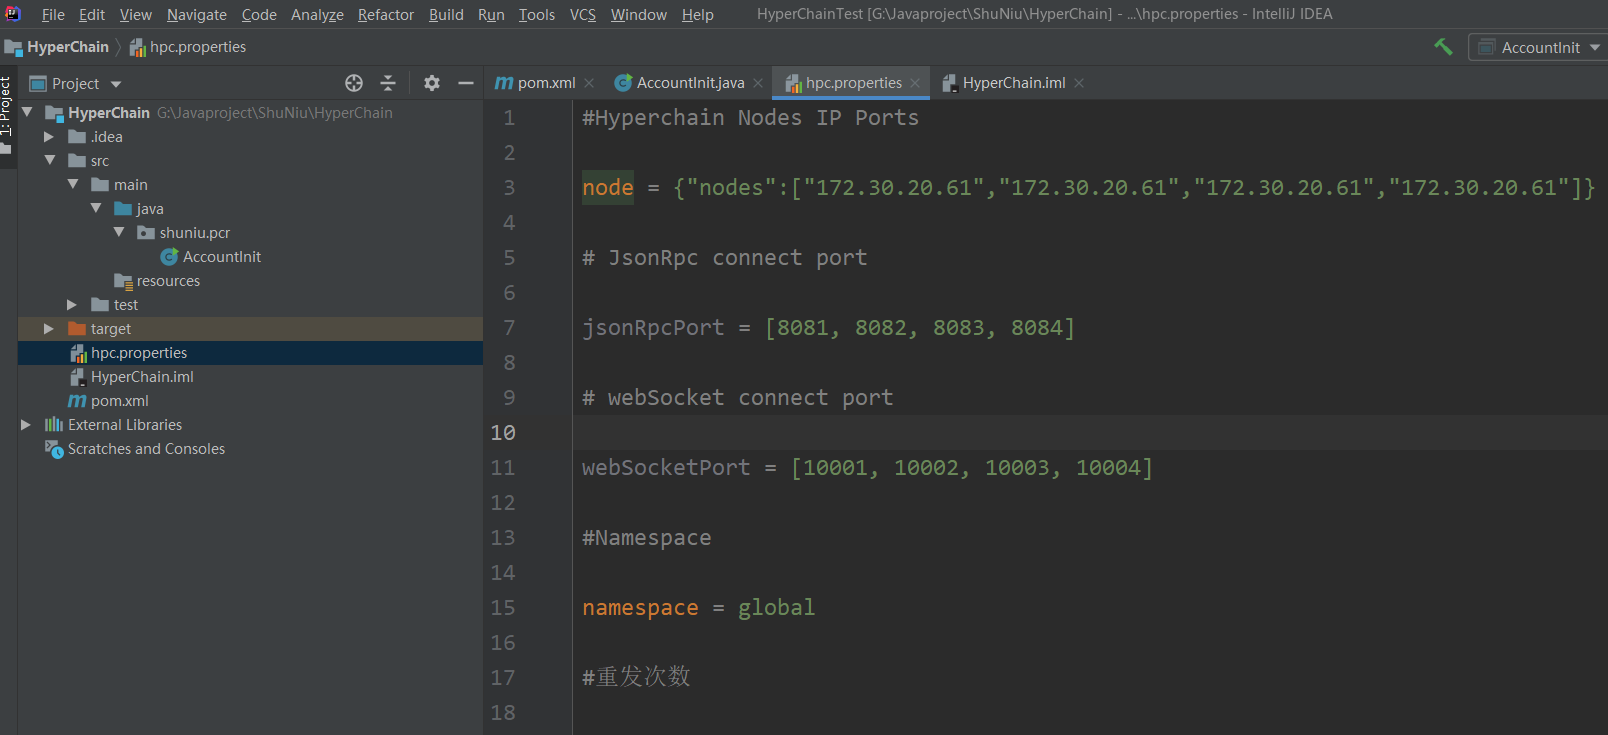 File Edit View Navigate Code Analyze Refactor Build Run Tools VCS Window Help HyperChainTest [G:\Javaproject\ShuNiu\HyperChain] - ...\hpc.properties - IntelliJ IDEA
HyperChain hpc.properties AccountInit
1: Project
Project
HyperChain G:\Javaproject\ShuNiu\HyperChain
.idea
src
main
java
shuniu.pcr
AccountInit
resources
test
target
hpc.properties
HyperChain.iml
pom.xml
External Libraries
Scratches and Consoles
pom.xml AccountInit.java hpc.properties HyperChain.iml
1 #Hyperchain Nodes IP Ports
2
3 node = {"nodes":["172.30.20.61","172.30.20.61","172.30.20.61","172.30.20.61"]}
4
5 # JsonRpc connect port
6
7 jsonRpcPort = [8081, 8082, 8083, 8084]
8
9 # webSocket connect port
10
11 webSocketPort = [10001, 10002, 10003, 10004]
12
13 #Namespace
14
15 namespace = global
16
17 #重发次数
18